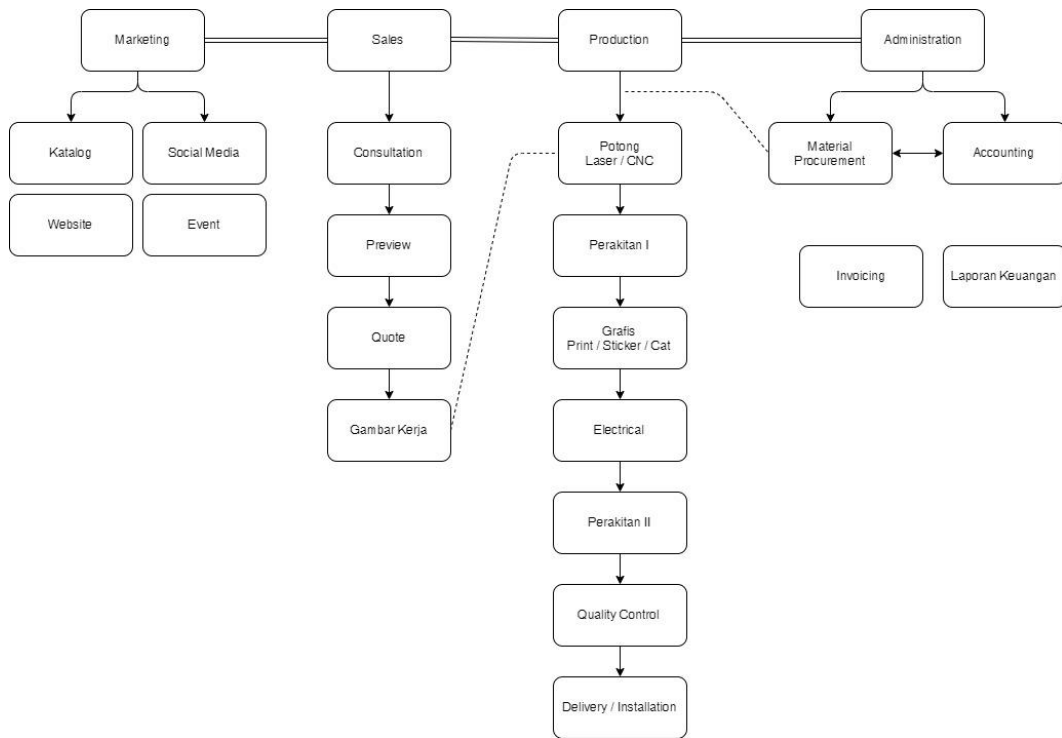 Marketing
Sales
Production
Administration
Katalog
Social Media
Consultation
Potong
Laser / CNC
Material
Procurement
Accounting
Website
Event
Preview
Perakitan I
Invoicing
Laporan Keuangan
Quote
Grafis
Print / Sticker / Cat
Gambar Kerja
Electrical
Perakitan II
Quality Control
Delivery / Installation